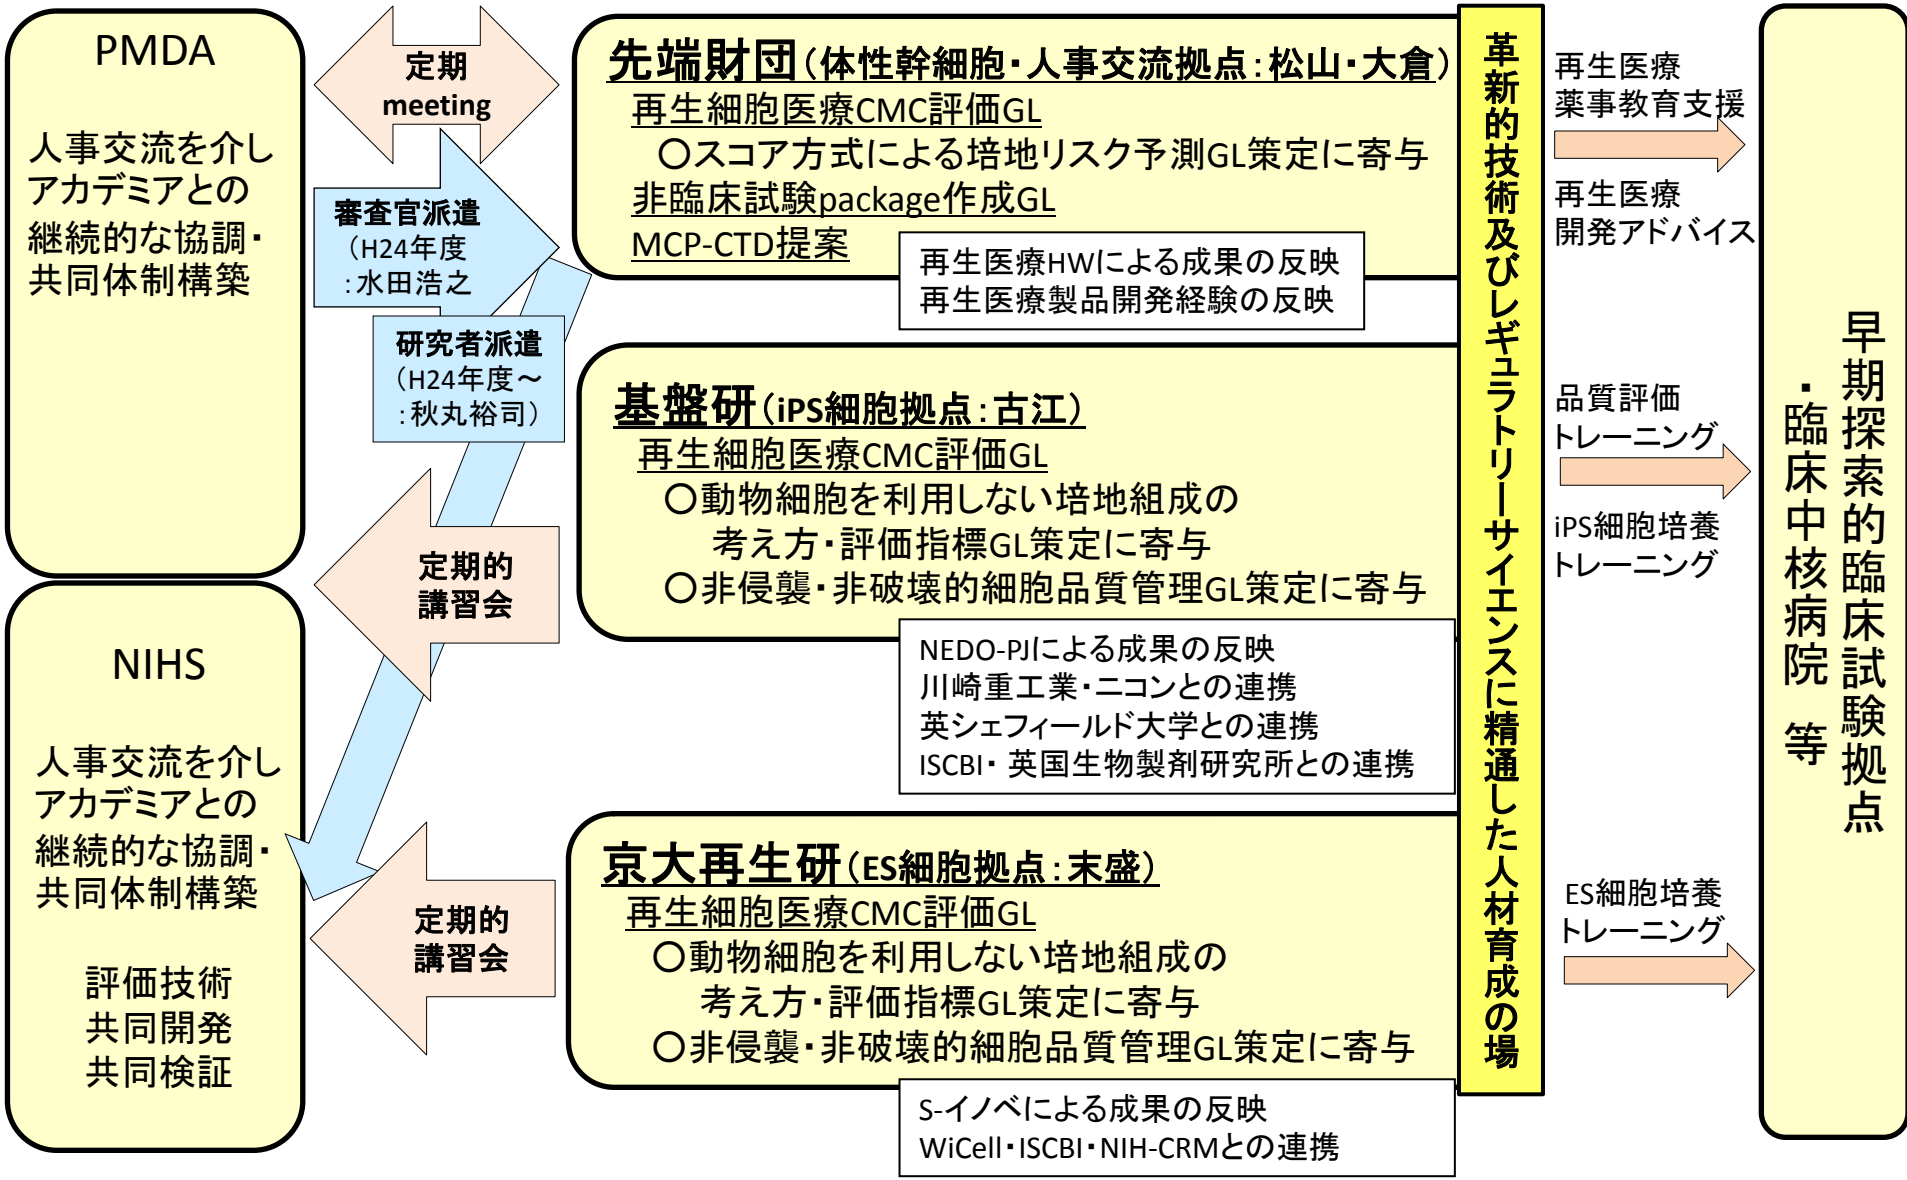 PMDA
人事交流を介し
アカデミアとの
継続的な協調・
共同体制構築
NIHS
人事交流を介し
アカデミアとの
継続的な協調・
共同体制構築
評価技術
共同開発
共同検証
定期
meeting
審査官派遣
（H24年度
：水田浩之
研究者派遣
（H24年度～
：秋丸裕司）
定期的
講習会
定期的
講習会
先端財団（体性幹細胞・人事交流拠点：松山・大倉）
再生細胞医療CMC評価GL
〇スコア方式による培地リスク予測GL策定に寄与
非臨床試験package作成GL
MCP-CTD提案
再生医療HWによる成果の反映
再生医療製品開発経験の反映
基盤研（iPS細胞拠点：古江）
再生細胞医療CMC評価GL
〇動物細胞を利用しない培地組成の
考え方・評価指標GL策定に寄与
〇非侵襲・非破壊的細胞品質管理GL策定に寄与
NEDO-PJによる成果の反映
川崎重工業・ニコンとの連携
英シェフィールド大学との連携
ISCBI・ 英国生物製剤研究所との連携
京大再生研（ES細胞拠点：末盛）
再生細胞医療CMC評価GL
〇動物細胞を利用しない培地組成の
考え方・評価指標GL策定に寄与
〇非侵襲・非破壊的細胞品質管理GL策定に寄与
S-イノベによる成果の反映
WiCell・ISCBI・NIH-CRMとの連携
革新的技術及びレギュラトリーサイエンスに精通した人材育成の場
再生医療
薬事教育支援
再生医療
開発アドバイス
品質評価
トレーニング
iPS細胞培養
トレーニング
ES細胞培養
トレーニング
早期探索的臨床試験拠点
・臨床中核病院 等